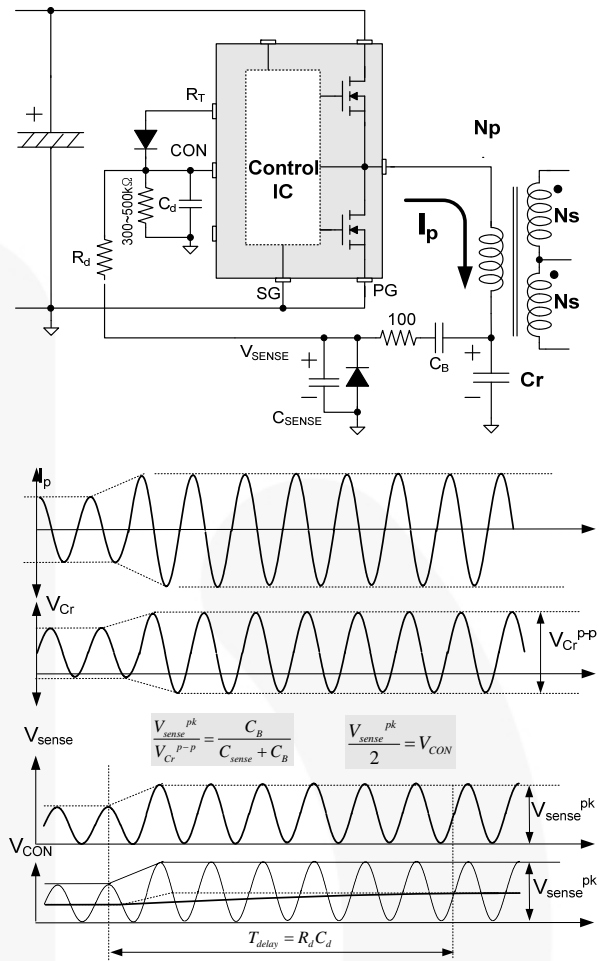 R_T
CON
300~500kΩ
C_d
R_d
Control
IC
SG
PG
Np
I_p
Ns
Ns
V_SENSE
100
C_B
C_SENSE
Cr
+
−
+
−
+
I_p
V_Cr
V_Cr^p-p
V_sense^pk / V_Cr^p-p = C_B / (C_sense + C_B)
V_sense^pk / 2 = V_CON
V_sense
V_sense^pk
V_CON
V_sense^pk
T_delay = R_d C_d